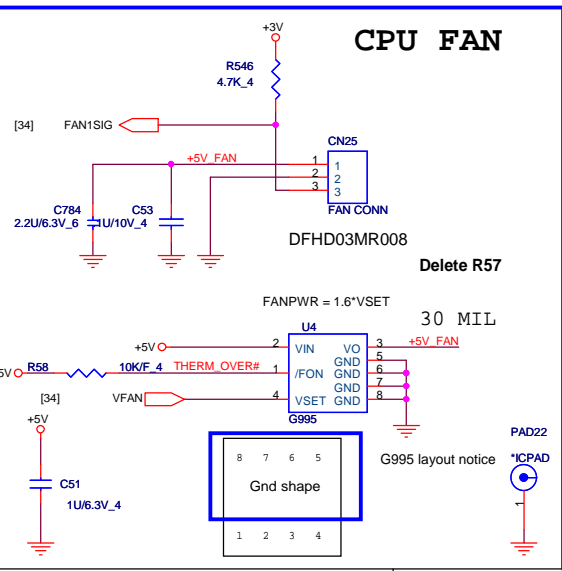 +3V
CPU FAN
R546
4.7K_4
[34] FAN1SIG
CN25
+5V_FAN
1 1
2 2
3 3
C784
2.2U/6.3V_6
C53
1U/10V_4
FAN CONN
DFHD03MR008
Delete R57
FANPWR = 1.6*VSET
30 MIL
U4
+5V 2 VIN VO 3 +5V_FAN
GND 5
5V R58 10K/F_4 THERM_OVER# 1 /FON GND 6
GND 7
[34] VFAN 4 VSET GND 8
G995
+5V
C51
1U/6.3V_4
8 7 6 5
Gnd shape
1 2 3 4
G995 layout notice
PAD22
*ICPAD
1